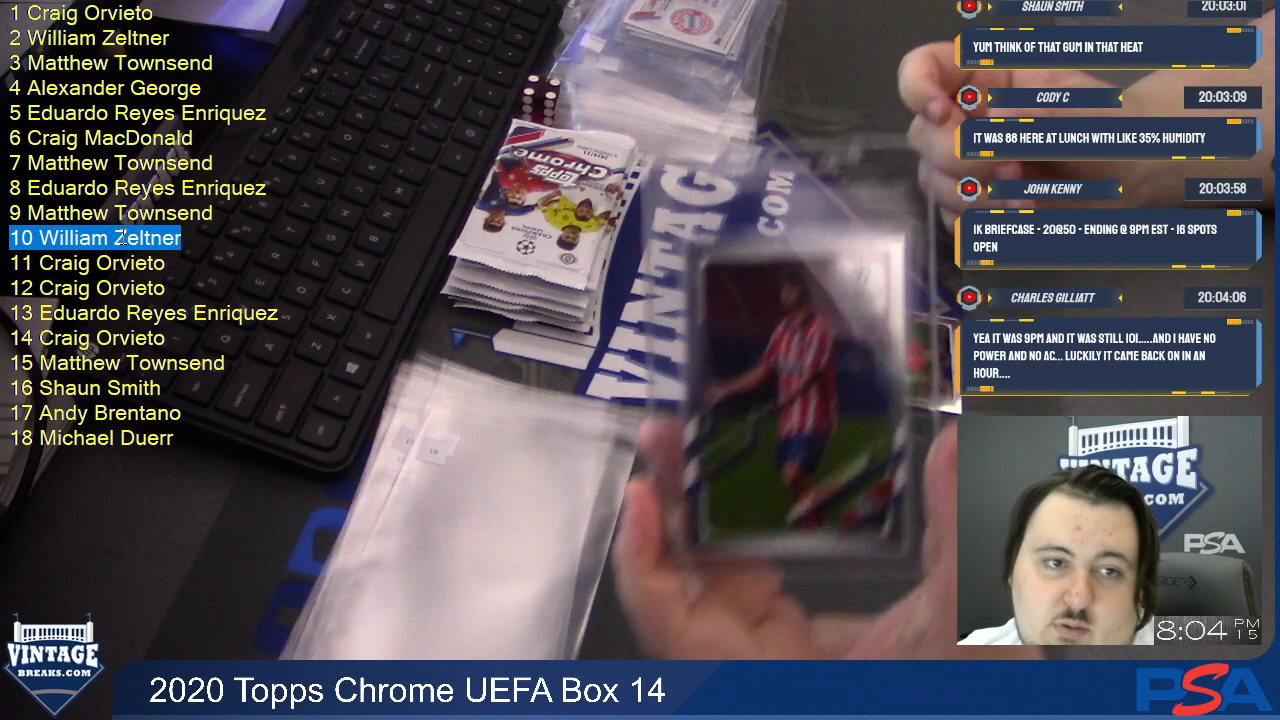 1 Craig Orvieto
2 William Zeltner
3 Matthew Townsend
4 Alexander George
5 Eduardo Reyes Enriquez
6 Craig MacDonald
7 Matthew Townsend
8 Eduardo Reyes Enriquez
9 Matthew Townsend
10 William Zeltner
11 Craig Orvieto
12 Craig Orvieto
13 Eduardo Reyes Enriquez
14 Craig Orvieto
15 Matthew Townsend
16 Shaun Smith
17 Andy Brentano
18 Michael Duerr
topps
Chrome
CHAMPIONS
LEAGUE
VINTAG
COM
10
SHAUN SMITH 20:03:01
YUM THINK OF THAT GUM IN THAT HEAT
CODY C 20:03:09
IT WAS 86 HERE AT LUNCH WITH LIKE 35% HUMIDITY
JOHN KENNY 20:03:58
1K BRIEFCASE - 20@50 - ENDING @ 9PM EST - 16 SPOTS
OPEN
CHARLES GILLIATT 20:04:06
YEA IT WAS 9PM AND IT WAS STILL 101.....AND I HAVE NO
POWER AND NO AC... LUCKILY IT CAME BACK ON IN AN
HOUR....
VINTAGE
.COM
PSA
8:04 PM
15
VINTAGE
BREAKS.COM
2020 Topps Chrome UEFA Box 14
PSA